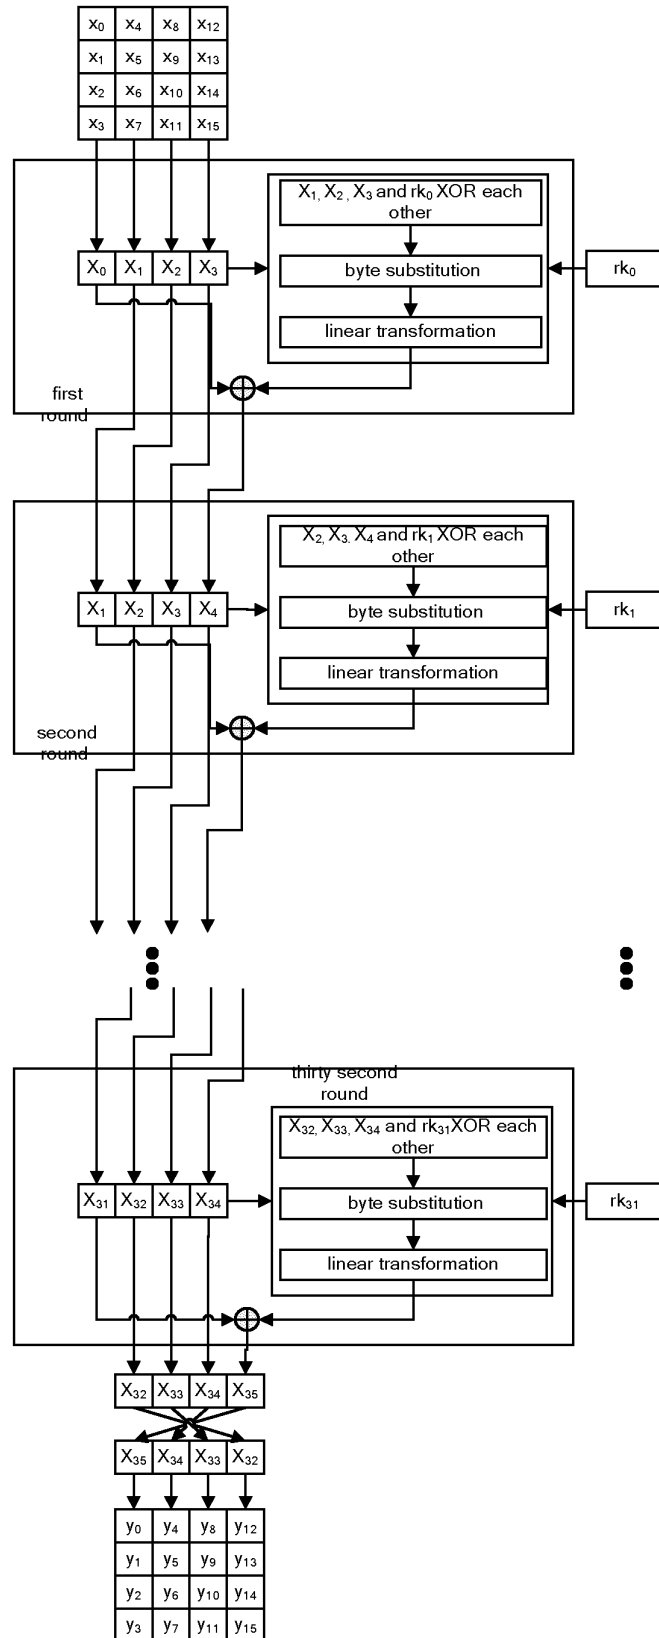 x₀ x₄ x₈ x₁₂
x₁ x₅ x₉ x₁₃
x₂ x₆ x₁₀ x₁₄
x₃ x₇ x₁₁ x₁₅
X₁, X₂ , X₃ and rk₀ XOR each
other
X₀ X₁ X₂ X₃
byte substitution
rk₀
linear transformation
first
round
X₂, X₃. X₄ and rk₁ XOR each
other
X₁ X₂ X₃ X₄
byte substitution
rk₁
linear transformation
second
round
thirty second
round
X₃₂, X₃₃, X₃₄ and rk₃₁XOR each
other
X₃₁ X₃₂ X₃₃ X₃₄
byte substitution
rk₃₁
linear transformation
X₃₂ X₃₃ X₃₄ X₃₅
X₃₅ X₃₄ X₃₃ X₃₂
y₀ y₄ y₈ y₁₂
y₁ y₅ y₉ y₁₃
y₂ y₆ y₁₀ y₁₄
y₃ y₇ y₁₁ y₁₅